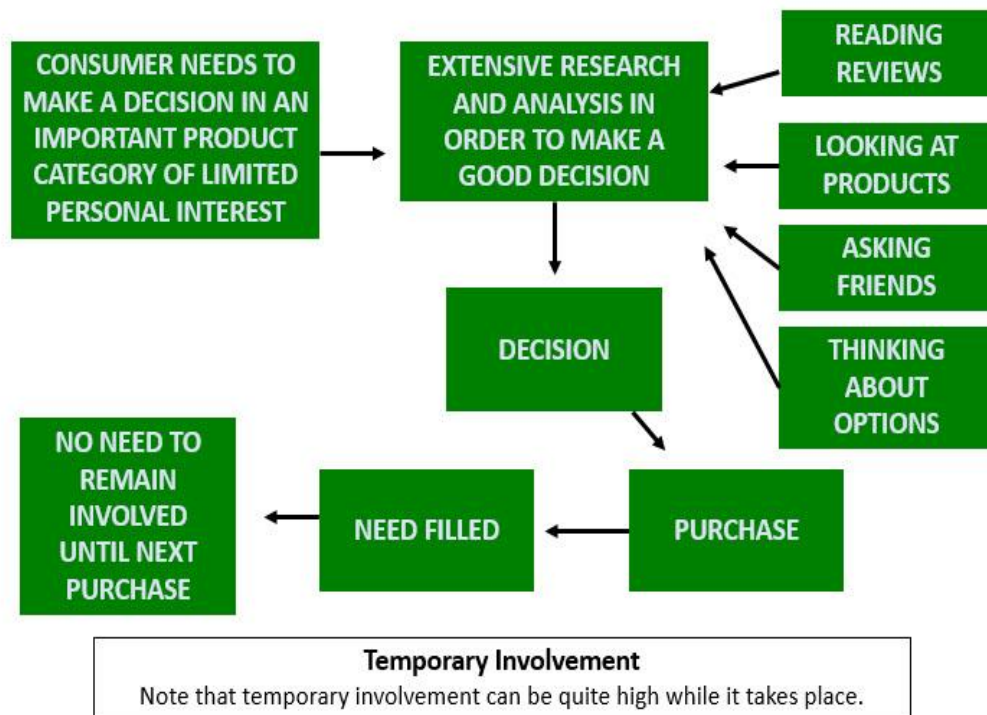 CONSUMER NEEDS TO
MAKE A DECISION IN AN
IMPORTANT PRODUCT
CATEGORY OF LIMITED
PERSONAL INTEREST
EXTENSIVE RESEARCH
AND ANALYSIS IN
ORDER TO MAKE A
GOOD DECISION
READING
REVIEWS
LOOKING AT
PRODUCTS
ASKING
FRIENDS
THINKING
ABOUT
OPTIONS
DECISION
PURCHASE
NEED FILLED
NO NEED TO
REMAIN
INVOLVED
UNTIL NEXT
PURCHASE
Temporary Involvement
Note that temporary involvement can be quite high while it takes place.